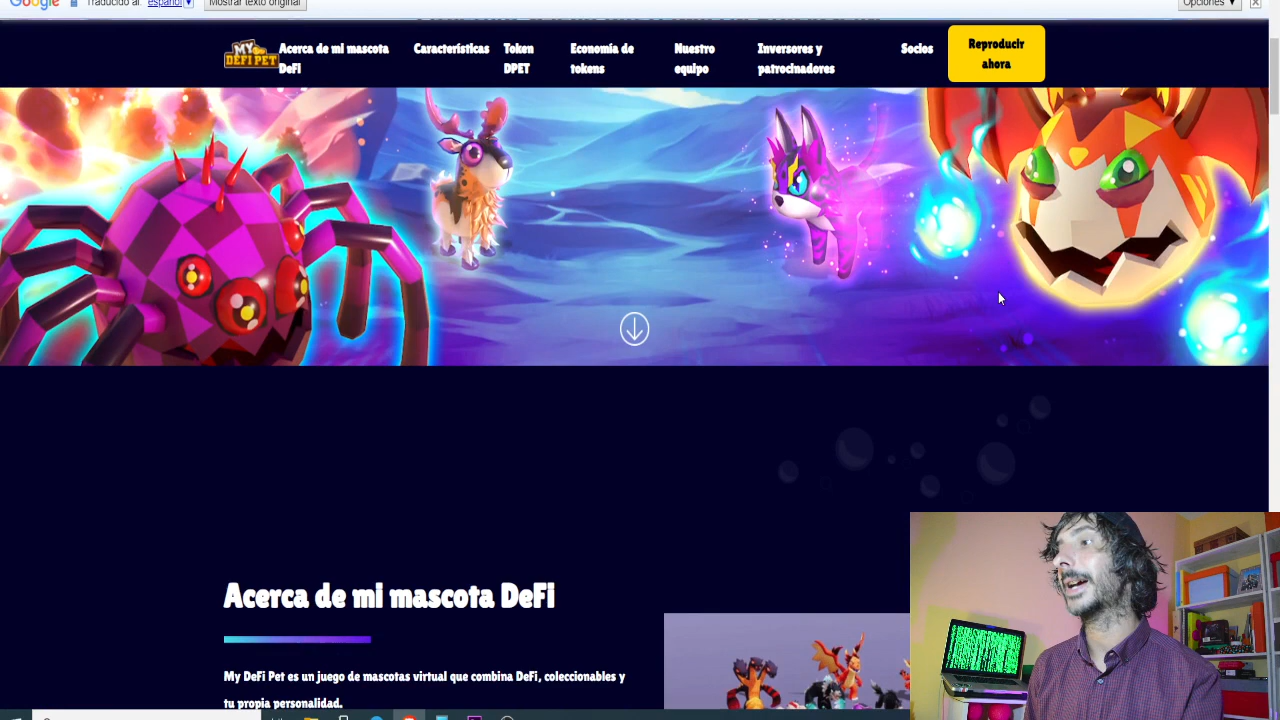 Google Traducido al: español Mostrar texto original Opciones
MY DEFI PET
Acerca de mi mascota DeFi
Características
Token DPET
Economía de tokens
Nuestro equipo
Inversores y patrocinadores
Socios
Reproducir ahora
Acerca de mi mascota DeFi
My DeFi Pet es un juego de mascotas virtual que combina DeFi, coleccionables y
tu propia personalidad.